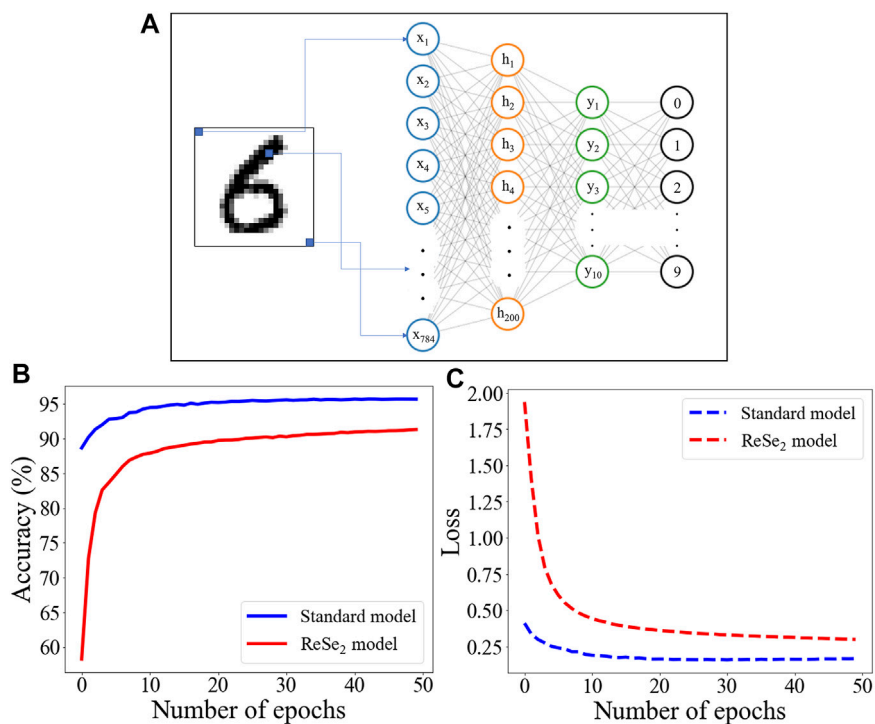 A
x1
x2
x3
x4
x5
x784
h1
h2
h3
h4
h200
y1
y2
y3
y10
0
1
2
9
B
95
90
85
80
75
70
65
60
Accuracy (%)
Standard model
ReSe2 model
0 10 20 30 40 50
Number of epochs
C
2.00
1.75
1.50
1.25
1.00
0.75
0.50
0.25
Loss
Standard model
ReSe2 model
0 10 20 30 40 50
Number of epochs